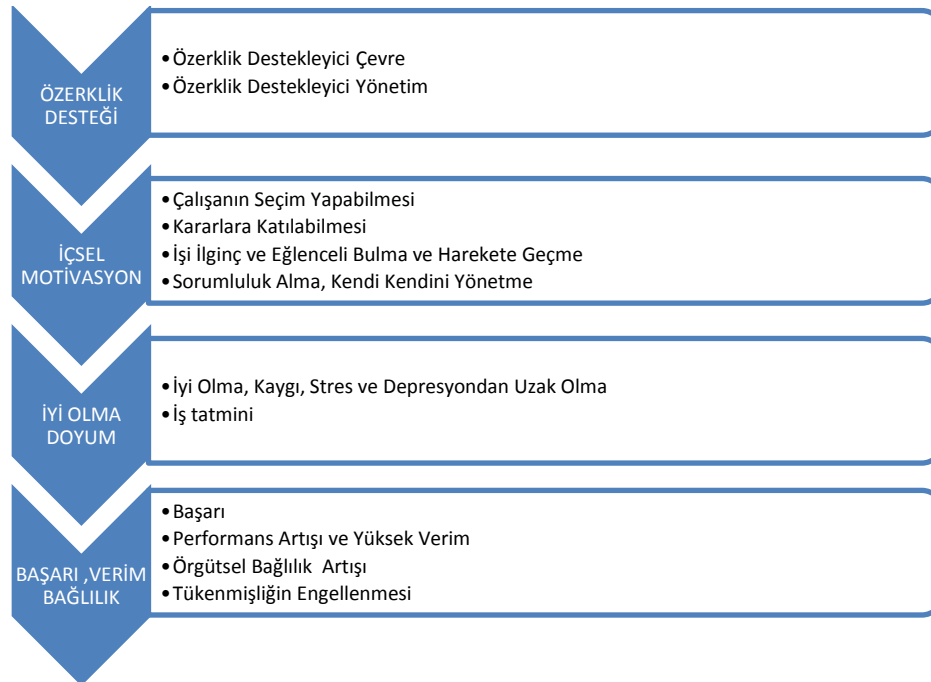 ÖZERKLİK
DESTEĞİ
•Özerklik Destekleyici Çevre
•Özerklik Destekleyici Yönetim
İÇSEL
MOTİVASYON
•Çalışanın Seçim Yapabilmesi
•Kararlara Katılabilmesi
•İşi İlginç ve Eğlenceli Bulma ve Harekete Geçme
•Sorumluluk Alma, Kendi Kendini Yönetme
İYİ OLMA
DOYUM
•İyi Olma, Kaygı, Stres ve Depresyondan Uzak Olma
•İş tatmini
BAŞARI ,VERİM
BAĞLILIK
•Başarı
•Performans Artışı ve Yüksek Verim
•Örgütsel Bağlılık Artışı
•Tükenmişliğin Engellenmesi